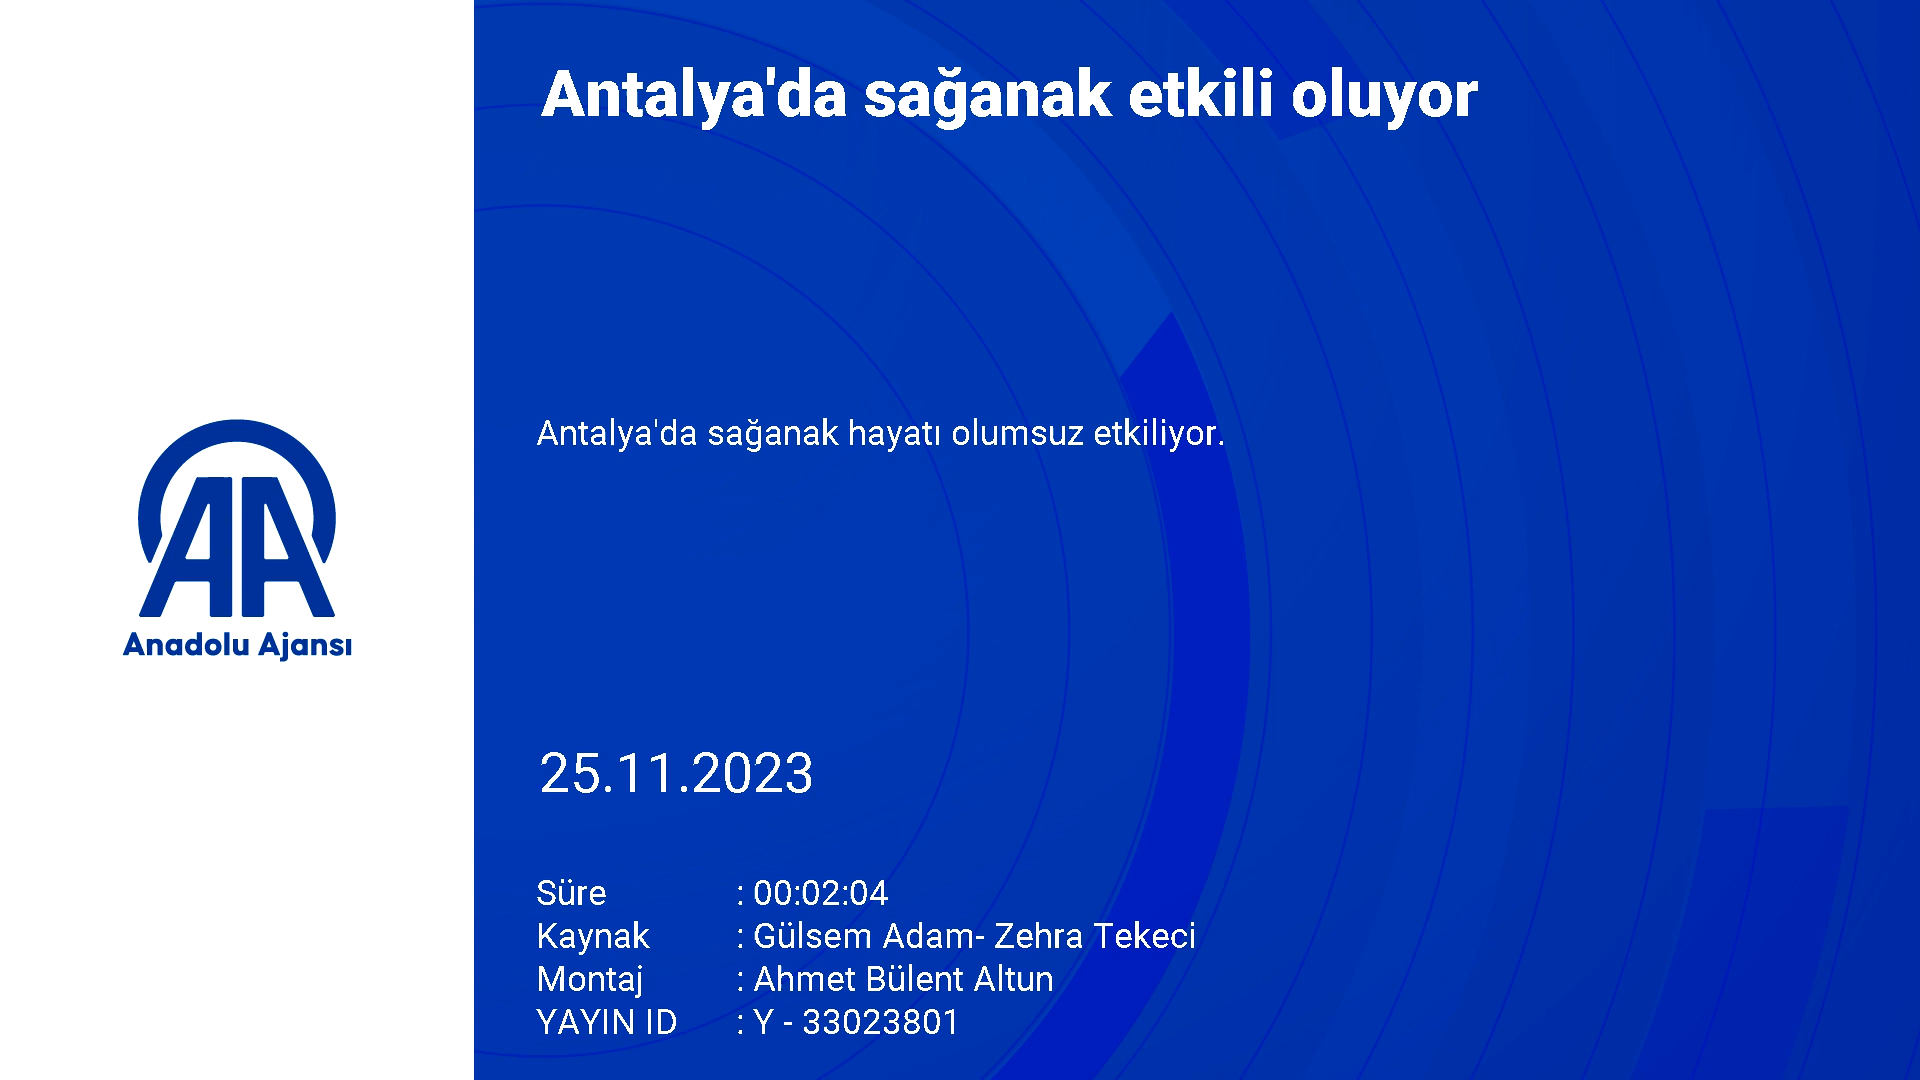 Antalya'da sağanak etkili oluyor
Antalya'da sağanak hayatı olumsuz etkiliyor.
AA
Anadolu Ajansı
25.11.2023
Süre : 00:02:04
Kaynak : Gülsem Adam- Zehra Tekeci
Montaj : Ahmet Bülent Altun
YAYIN ID : Y - 33023801